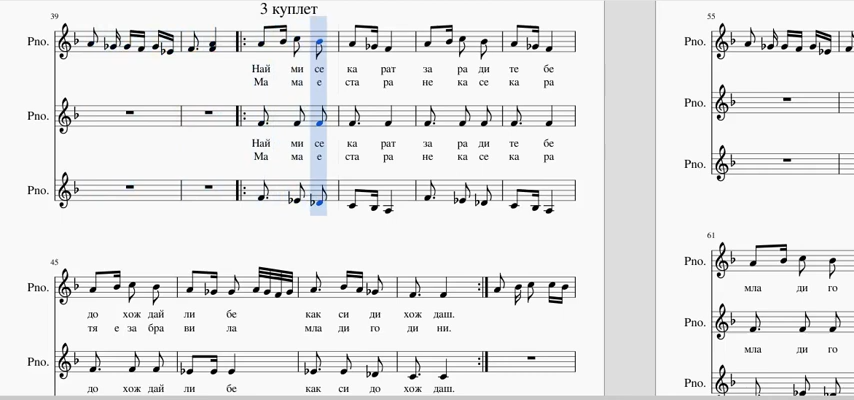 3 куплет
39
Pno.
Най ми се ка рат за ра ди те бе
Ма ма е ста ра не ка се ка ра
Pno.
Най ми се ка рат за ра ди те бе
Ма ма е ста ра не ка се ка ра
Pno.
45
Pno.
до хож дай ли бе как си ди хож даш.
тя е за бра ви ла мла ди го ди ни.
Pno.
до хож дай ли бе как си до хож даш.
55
Pno.
Pno.
Pno.
61
Pno.
мла ди го
Pno.
мла ди го
Pno.